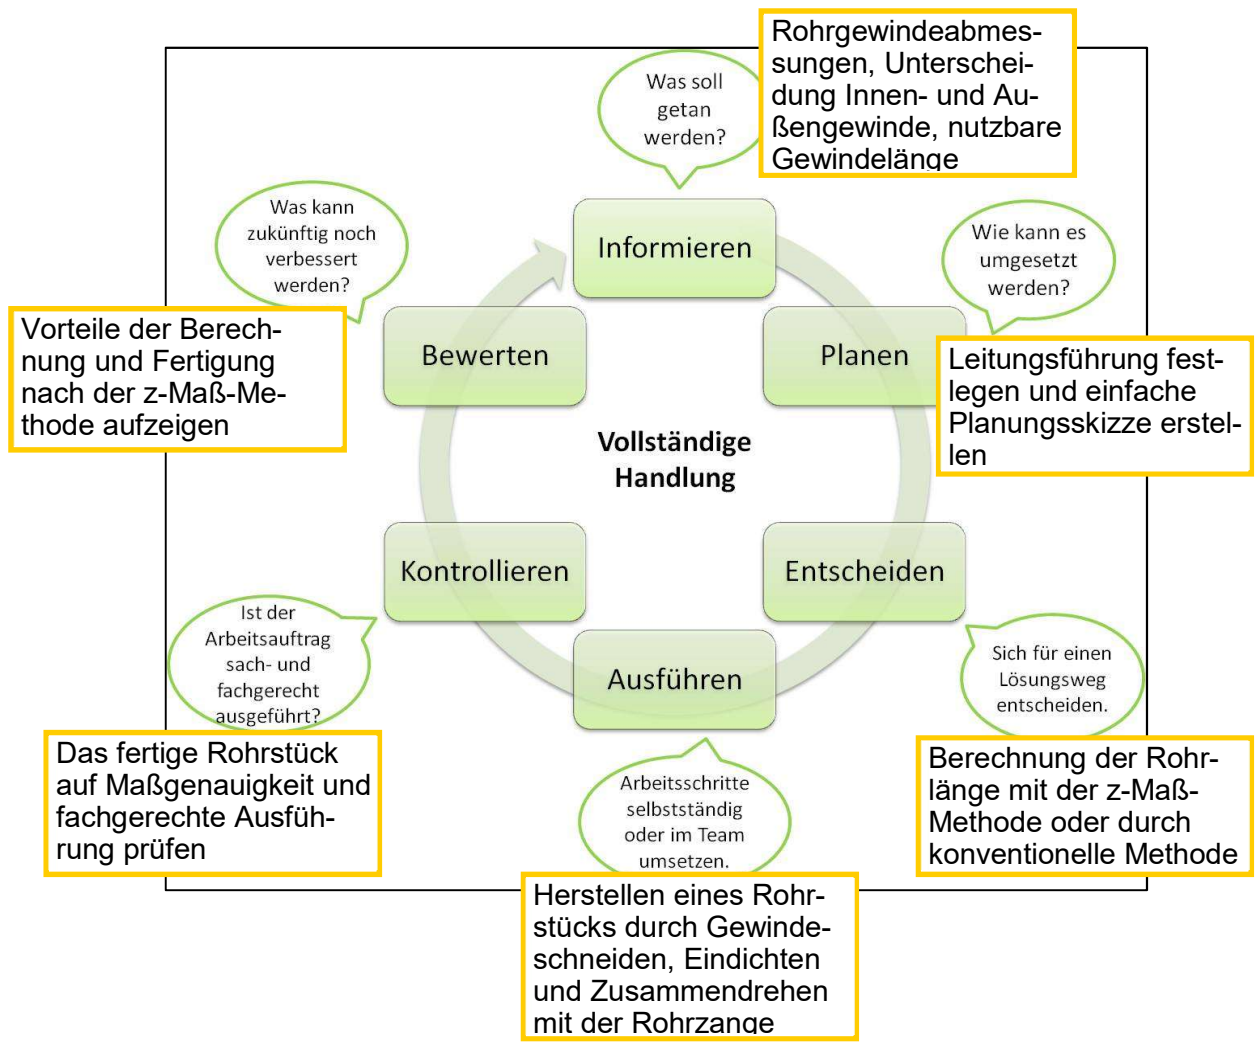 Rohrgewindeabmes-
sungen, Unterschei-
dung Innen- und Au-
ßengewinde, nutzbare
Gewindelänge
Was soll
getan
werden?
Informieren
Wie kann es
umgesetzt
werden?
Planen
Leitungsführung fest-
legen und einfache
Planungsskizze erstel-
len
Was kann
zukünftig noch
verbessert
werden?
Bewerten
Vorteile der Berech-
nung und Fertigung
nach der z-Maß-Me-
thode aufzeigen
Vollständige
Handlung
Kontrollieren
Entscheiden
Ist der
Arbeitsauftrag
sach- und
fachgerecht
ausgeführt?
Das fertige Rohrstück
auf Maßgenauigkeit und
fachgerechte Ausfüh-
rung prüfen
Ausführen
Sich für einen
Lösungsweg
entscheiden.
Berechnung der Rohr-
länge mit der z-Maß-
Methode oder durch
konventionelle Methode
Arbeitsschritte
selbstständig
oder im Team
umsetzen.
Herstellen eines Rohr-
stücks durch Gewinde-
schneiden, Eindichten
und Zusammendrehen
mit der Rohrzange